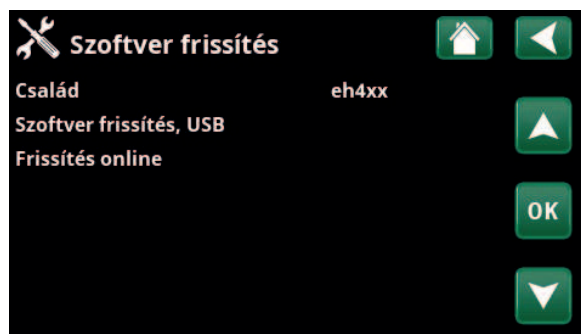 Szoftver frissítés
Család eh4xx
Szoftver frissítés, USB
Frissítés online
OK